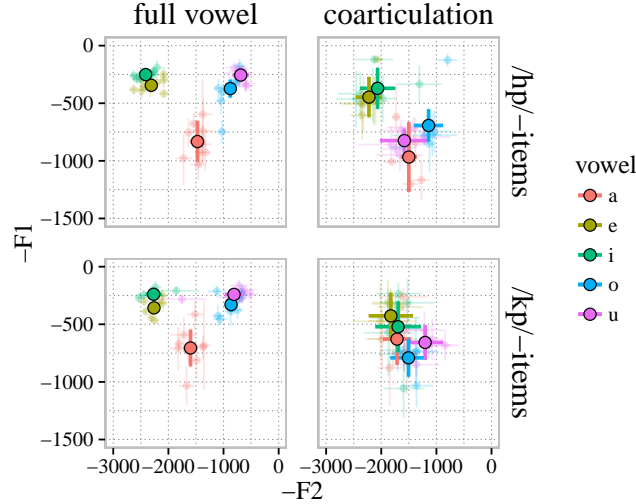 full vowel
coarticulation
0
−500
−1000
−1500
/hp/−items
0
−500
−1000
−1500
/kp/−items
−F1
−3000 −2000 −1000 0
−3000 −2000 −1000 0
−F2
vowel
a
e
i
o
u